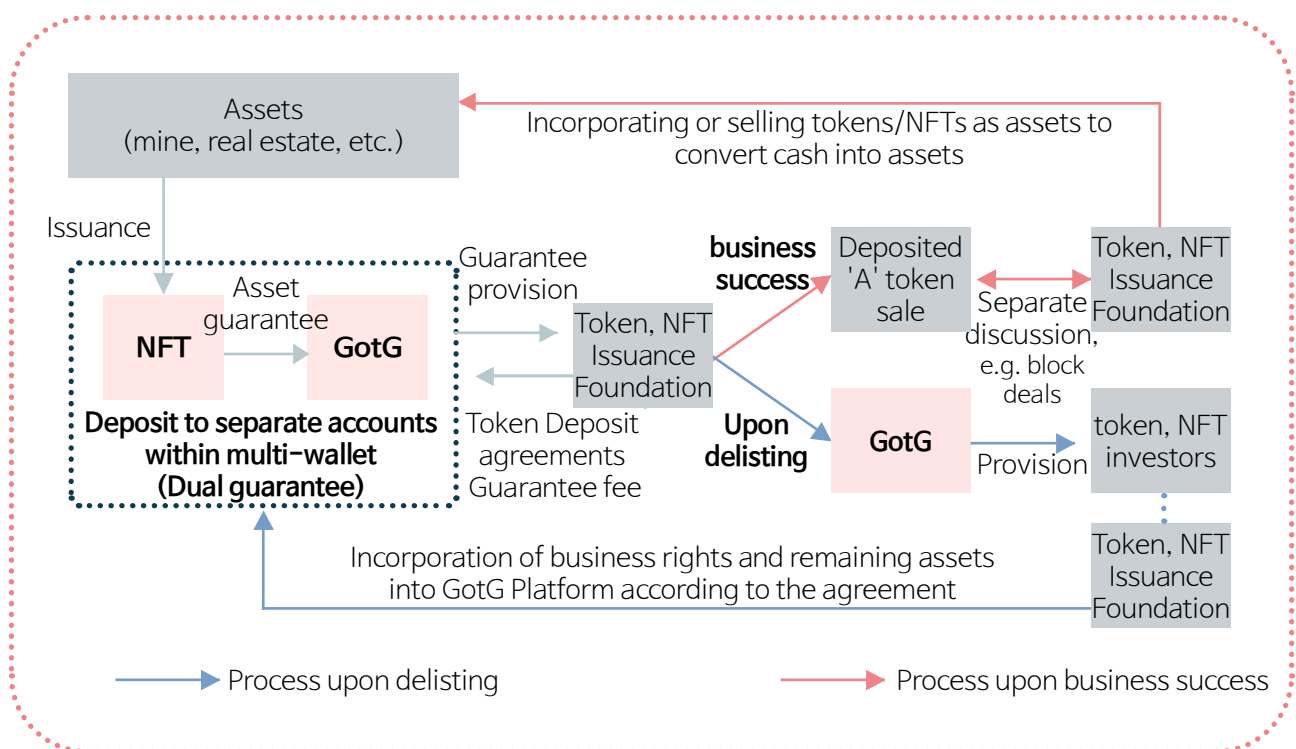 Assets
(mine, real estate, etc.)
Incorporating or selling tokens/NFTs as assets to
convert cash into assets
Issuance
NFT
Asset
guarantee
GotG
Deposit to separate accounts
within multi-wallet
(Dual guarantee)
Guarantee
provision
Token, NFT
Issuance
Foundation
Token Deposit
agreements
Guarantee fee
business
success
Deposited
'A' token
sale
Separate
discussion,
e.g. block
deals
Token, NFT
Issuance
Foundation
Upon
delisting
GotG
Provision
token, NFT
investors
Token, NFT
Issuance
Foundation
Incorporation of business rights and remaining assets
into GotG Platform according to the agreement
Process upon delisting
Process upon business success